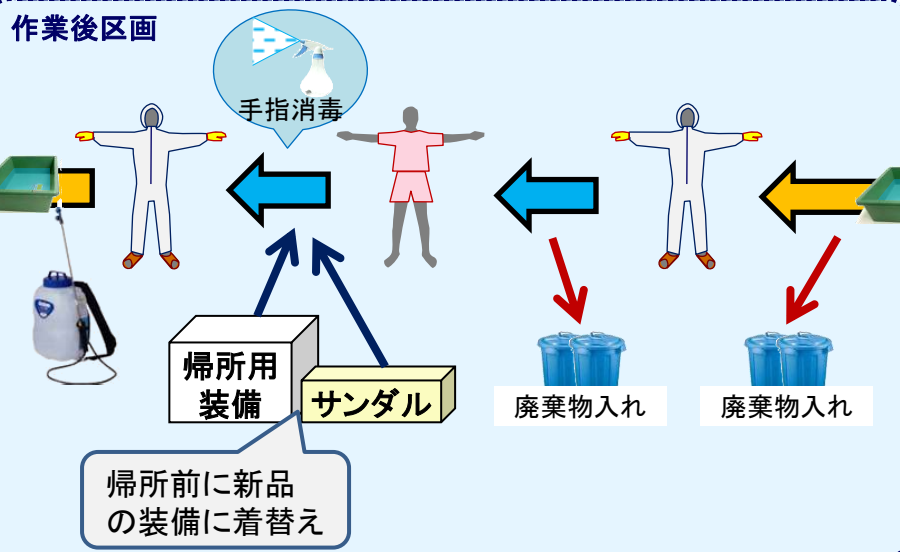 作業後区画
手指消毒
帰所用
装備
サンダル
廃棄物入れ
廃棄物入れ
帰所前に新品
の装備に着替え